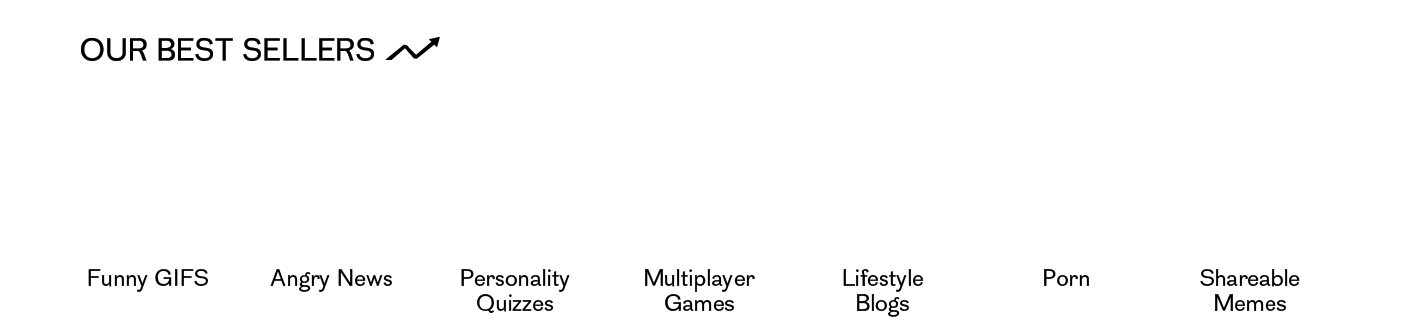 OUR BEST SELLERS
Funny GIFS
Angry News
Personality
Quizzes
Multiplayer
Games
Lifestyle
Blogs
Porn
Shareable
Memes